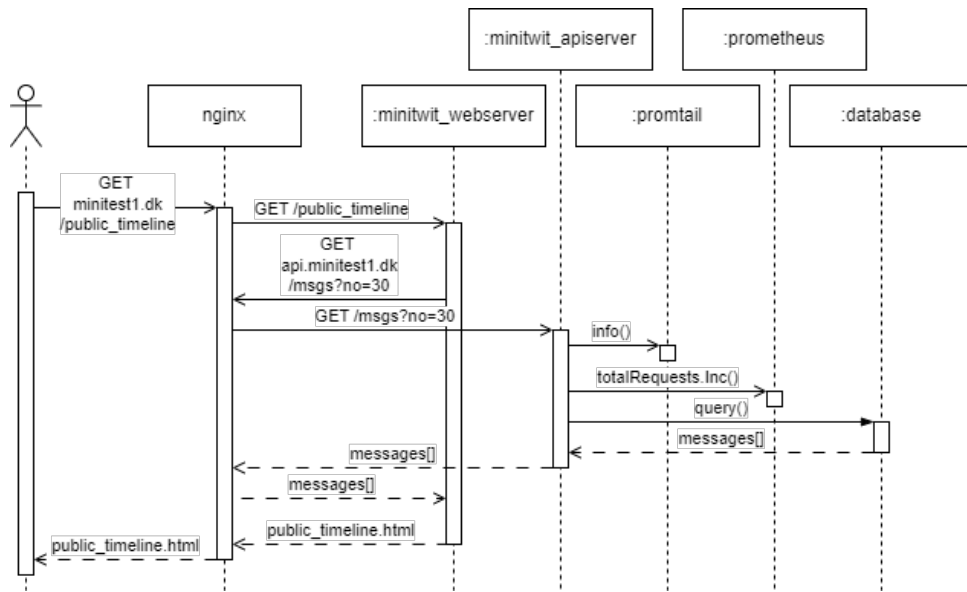 :minitwit_apiserver
:prometheus
nginx
:minitwit_webserver
:promtail
:database
GET
minitest1.dk
/public_timeline
GET /public_timeline
GET
api.minitest1.dk
/msgs?no=30
GET /msgs?no=30
info()
totalRequests.Inc()
query()
messages[]
messages[]
messages[]
public_timeline.html
public_timeline.html